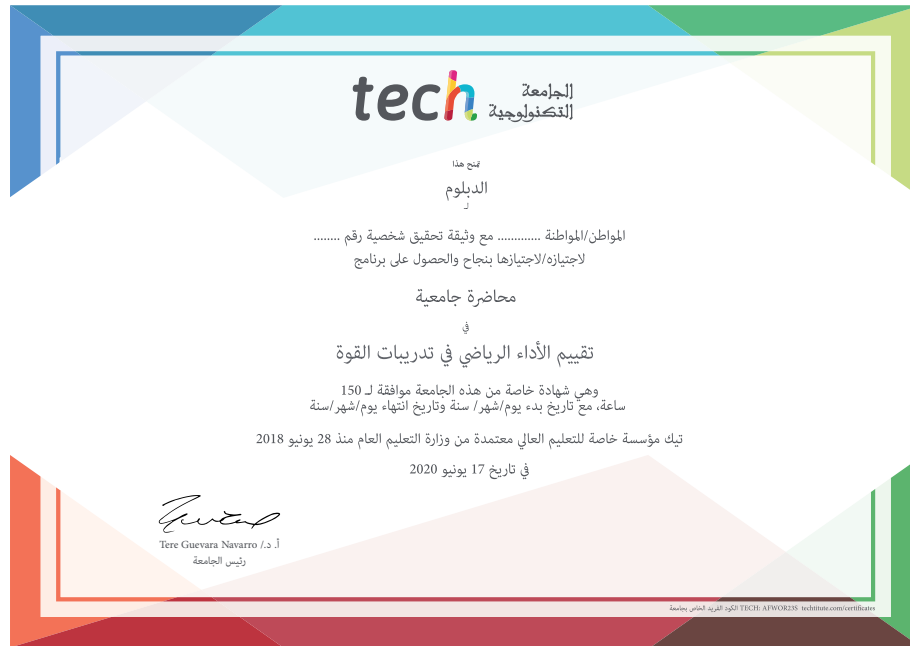 tech الجامعة
التكنولوجية
تمنح هذا
الدبلوم
لـ
المواطن/المواطنة ............. مع وثيقة تحقيق شخصية رقم ........
لاجتيازه/لاجتيازها بنجاح والحصول على برنامج
محاضرة جامعية
في
تقييم الأداء الرياضي في تدريبات القوة
وهي شهادة خاصة من هذه الجامعة موافقة لـ 150
ساعة، مع تاريخ بدء يوم/شهر/ سنة وتاريخ انتهاء يوم/شهر/سنة
تيك مؤسسة خاصة للتعليم العالي معتمدة من وزارة التعليم العام منذ 28 يونيو 2018
في تاريخ 17 يونيو 2020
أ. د./ Tere Guevara Navarro
رئيس الجامعة
الكود الفريد الخاص بجامعة TECH: AFWOR235 techtitute.com/certificates